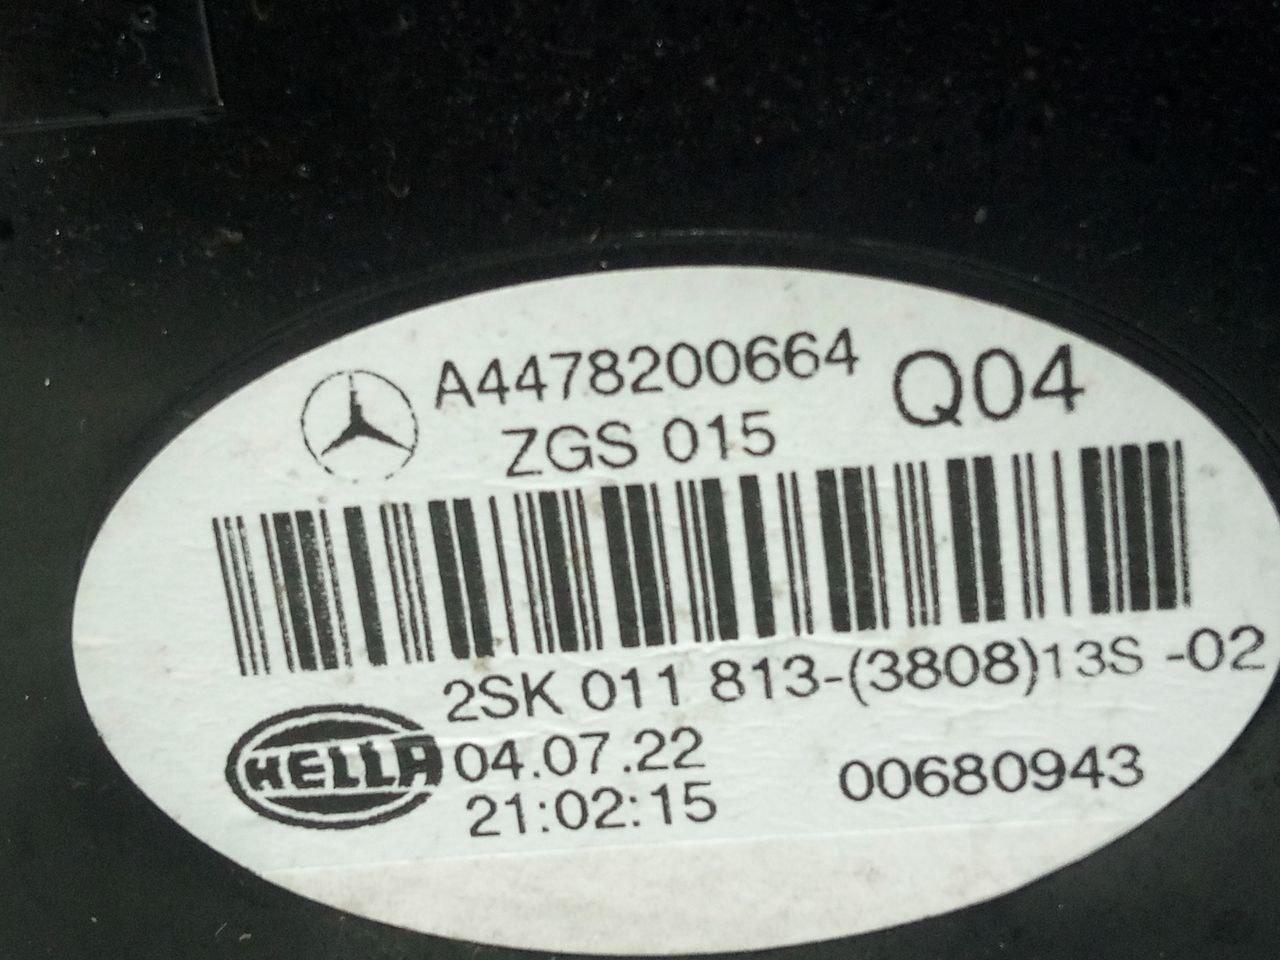 A4478200664 Q04
ZGS 015
2SK 011 813-(3808)13S -02
HELLA 04.07.22 00680943
21:02:15